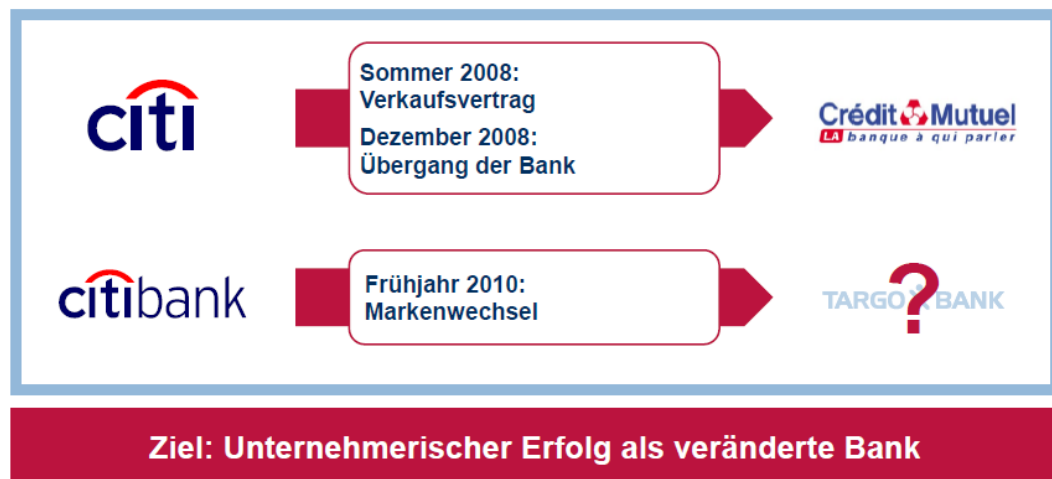 citi
Sommer 2008:
Verkaufsvertrag
Dezember 2008:
Übergang der Bank
Crédit Mutuel
LA banque à qui parler
citibank
Frühjahr 2010:
Markenwechsel
TARGO BANK
?
Ziel: Unternehmerischer Erfolg als veränderte Bank